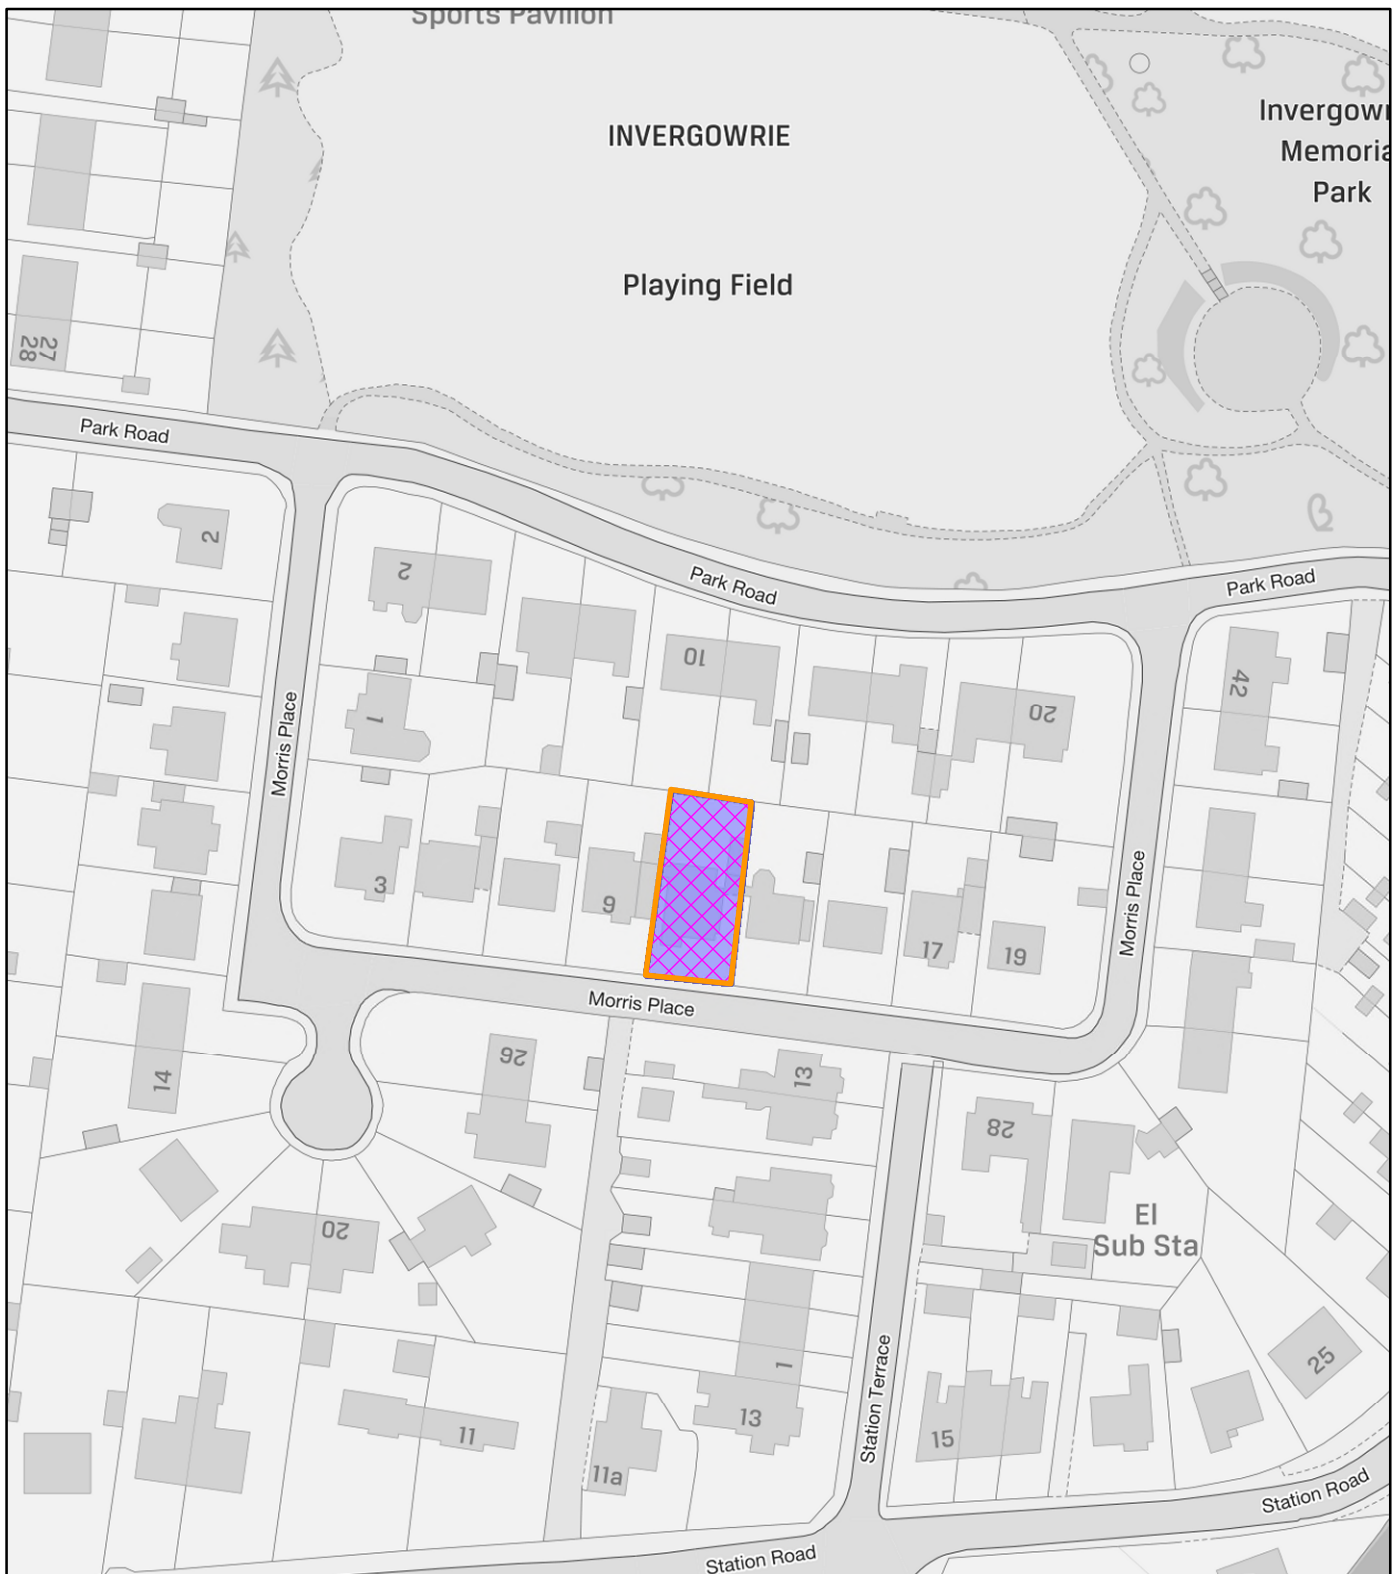 Sports Pavilion
INVERGOWRIE
Invergowr
Memoria
Park
Playing Field
27
28
Park Road
2
2
Park Road
Park Road
10
42
20
1
Morris Place
3
9
17
19
Morris Place
Morris Place
26
14
13
28
20
El
Sub Sta
1
Station Terrace
25
13
11
15
11a
Station Road
Station Road